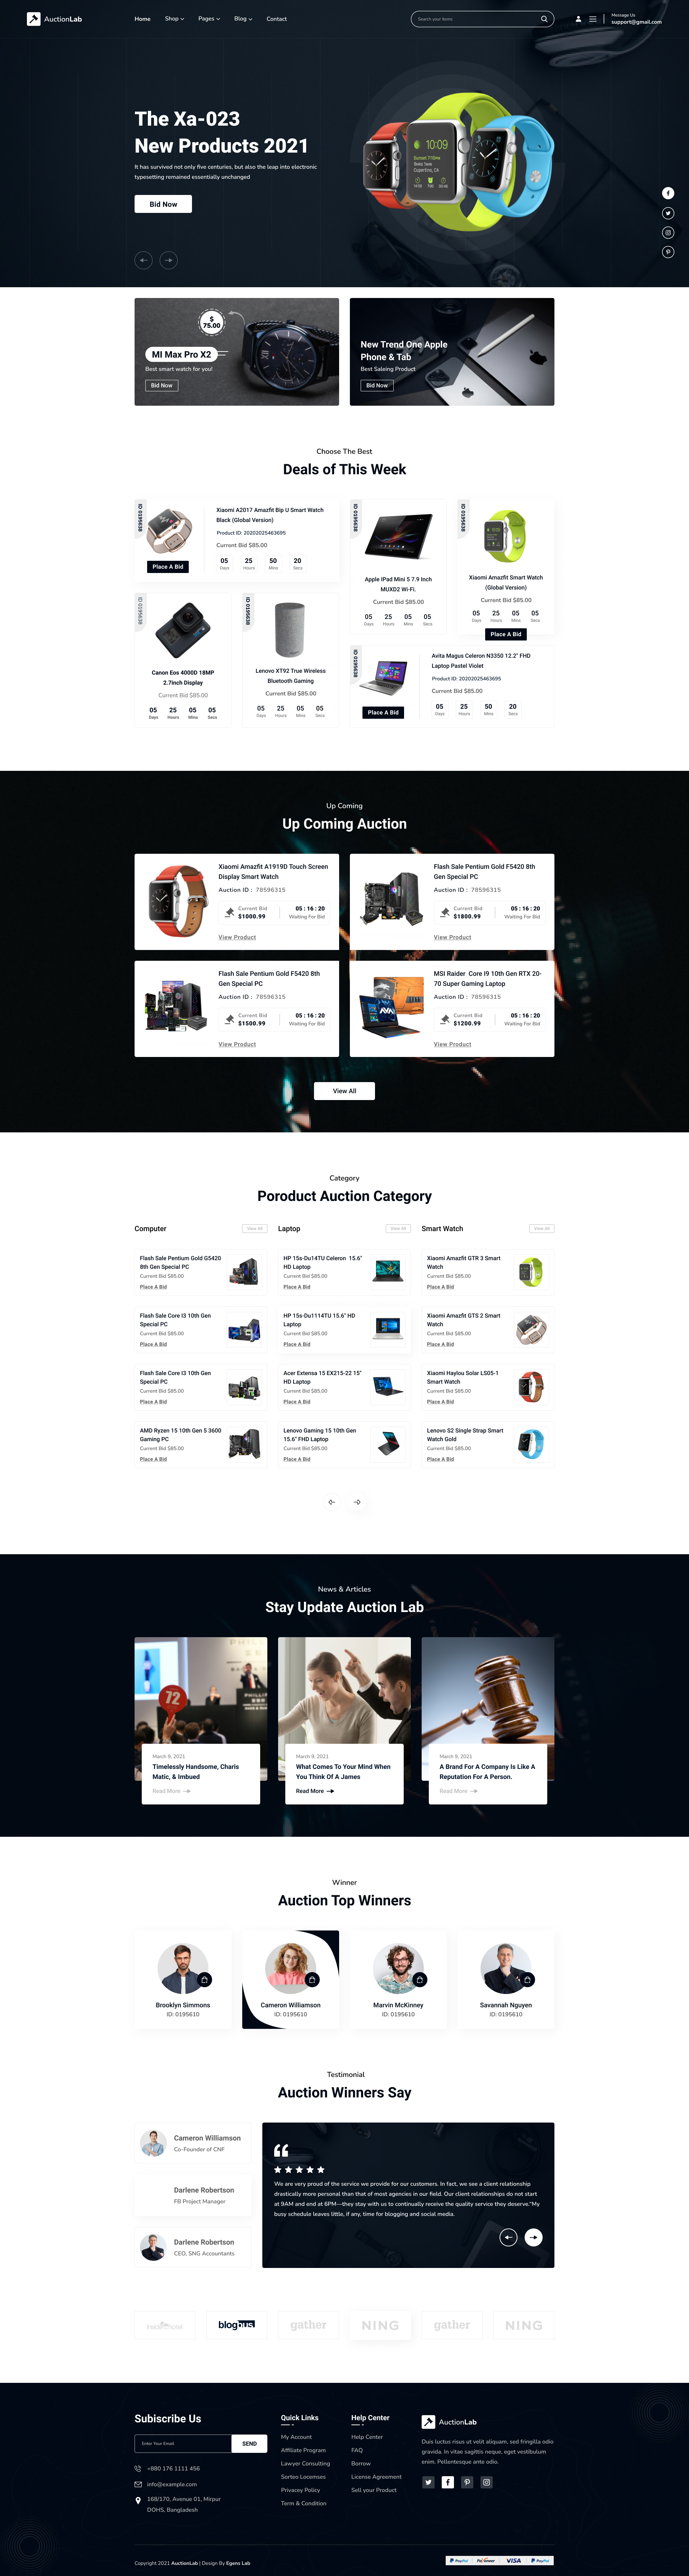 AuctionLab
Home
Shop
Pages
Blog
Contact
Search your Items
Message Us
support@gmail.com
The Xa-023
New Products 2021
It has survived not only five centuries, but also the leap into electronic
typesetting remained essentially unchanged
Bid Now
10:09
$
75.00
MI Max Pro X2
Best smart watch for you!
Bid Now
New Trend One Apple
Phone & Tab
Best Saleing Product
Bid Now
Choose The Best
Deals of This Week
ID 0195638
Place A Bid
Xiaomi A2017 Amazfit Bip U Smart Watch
Black (Global Version)
Product ID: 20202025463695
Current Bid $85.00
05 25 50 20
Days Hours Mins Secs
ID 0195638
Apple IPad Mini 5 7.9 Inch
MUXD2 Wi-Fi.
Current Bid $85.00
05 25 05 05
Days Hours Mins Secs
ID 0195638
Xiaomi Amazfit Smart Watch
(Global Version)
Current Bid $85.00
05 25 05 05
Days Hours Mins Secs
Place A Bid
ID 0195638
Canon Eos 4000D 18MP
2.7inch Display
Current Bid $85.00
05 25 05 05
Days Hours Mins Secs
ID 0195638
Lenovo XT92 True Wireless
Bluetooth Gaming
Current Bid $85.00
05 25 05 05
Days Hours Mins Secs
ID 0195638
Place A Bid
Avita Magus Celeron N3350 12.2" FHD
Laptop Pastel Violet
Product ID: 20202025463695
Current Bid $85.00
05 25 50 20
Days Hours Mins Secs
Up Coming
Up Coming Auction
Xiaomi Amazfit A1919D Touch Screen
Display Smart Watch
Auction ID : 78596315
Current Bid
$1000.99
05 : 16 : 20
Waiting For Bid
View Product
Flash Sale Pentium Gold F5420 8th
Gen Special PC
Auction ID : 78596315
Current Bid
$1800.99
05 : 16 : 20
Waiting For Bid
View Product
Flash Sale Pentium Gold F5420 8th
Gen Special PC
Auction ID : 78596315
Current Bid
$1500.99
05 : 16 : 20
Waiting For Bid
View Product
MSI Raider Core I9 10th Gen RTX 20-
70 Super Gaming Laptop
Auction ID : 78596315
Current Bid
$1200.99
05 : 16 : 20
Waiting For Bid
View Product
View All
Category
Poroduct Auction Category
Computer
View All
Flash Sale Pentium Gold G5420
8th Gen Special PC
Current Bid $85.00
Place A Bid
Flash Sale Core I3 10th Gen
Special PC
Current Bid $85.00
Place A Bid
Flash Sale Core I3 10th Gen
Special PC
Current Bid $85.00
Place A Bid
AMD Ryzen 15 10th Gen 5 3600
Gaming PC
Current Bid $85.00
Place A Bid
Laptop
View All
HP 15s-Du14TU Celeron 15.6"
HD Laptop
Current Bid $85.00
Place A Bid
HP 15s-Du1114TU 15.6" HD
Laptop
Current Bid $85.00
Place A Bid
Acer Extensa 15 EX215-22 15"
HD Laptop
Current Bid $85.00
Place A Bid
Lenovo Gaming 15 10th Gen
15.6" FHD Laptop
Current Bid $85.00
Place A Bid
Smart Watch
View All
Xiaomi Amazfit GTR 3 Smart
Watch
Current Bid $85.00
Place A Bid
Xiaomi Amazfit GTS 2 Smart
Watch
Current Bid $85.00
Place A Bid
Xiaomi Haylou Solar LS05-1
Smart Watch
Current Bid $85.00
Place A Bid
Lenovo S2 Single Strap Smart
Watch Gold
Current Bid $85.00
Place A Bid
News & Articles
Stay Update Auction Lab
72
March 9, 2021
Timelessly Handsome, Charis
Matic, & Imbued
Read More
March 9, 2021
What Comes To Your Mind When
You Think Of A James
Read More
March 9, 2021
A Brand For A Company Is Like A
Reputation For A Person.
Read More
Winner
Auction Top Winners
Brooklyn Simmons
ID: 0195610
Cameron Williamson
ID: 0195610
Marvin McKinney
ID: 0195610
Savannah Nguyen
ID: 0195610
Testimonial
Auction Winners Say
Cameron Williamson
Co-Founder of CNF
Darlene Robertson
FB Project Manager
Darlene Robertson
CEO, SNG Accountants
We are very proud of the service we provide for our customers. In fact, we see a client relationship
drastically more personal than that of most agencies in our field. Our client relationships do not start
at 9AM and end at 6PM—they stay with us to continually receive the quality service they deserve."My
busy schedule leaves little, if any, time for blogging and social media.
blogbus
gather
NING
gather
NING
Subiscribe Us
Enter Your Email
SEND
+880 176 1111 456
info@example.com
168/170, Avenue 01, Mirpur
DOHS, Bangladesh
Quick Links
My Account
Affiliate Program
Lawyer Consulting
Sorteo Locemses
Privacey Policy
Term & Condition
Help Center
Help Center
FAQ
Borrow
License Agreement
Sell your Product
AuctionLab
Duis luctus risus ut velit aliquam, sed fringilla odio
gravida. In vitae sagittis neque, eget vestibulum
enim. Pellentesque ante odio.
Copyright 2021 AuctionLab | Design By Egens Lab
PayPal
Payoneer
VISA
PayPal